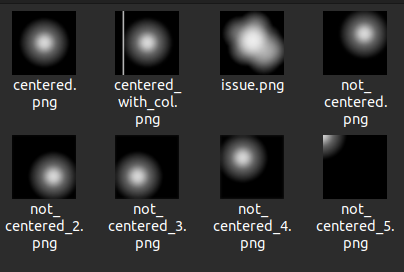 centered.
png
centered_
with_col.
png
issue.png
not_
centered.
png
not_
centered_2.
png
not_
centered_3.
png
not_
centered_4.
png
not_
centered_5.
png